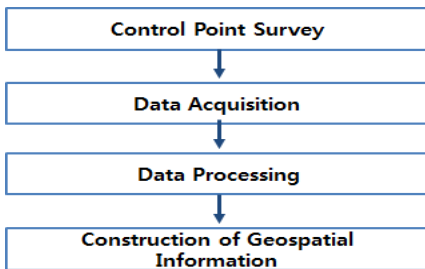 Control Point Survey
Data Acquisition
Data Processing
Construction of Geospatial
Information